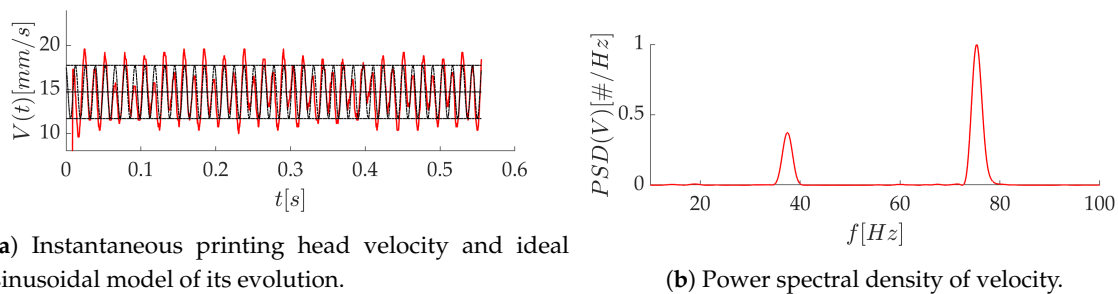 20
15
10
V(t)[mm/s]
0
0.1
0.2
0.3
0.4
0.5
0.6
t[s]
a) Instantaneous printing head velocity and ideal
sinusoidal model of its evolution.
1
0.5
0
PSD(V)[#/Hz]
20
40
60
80
100
f[Hz]
(b) Power spectral density of velocity.